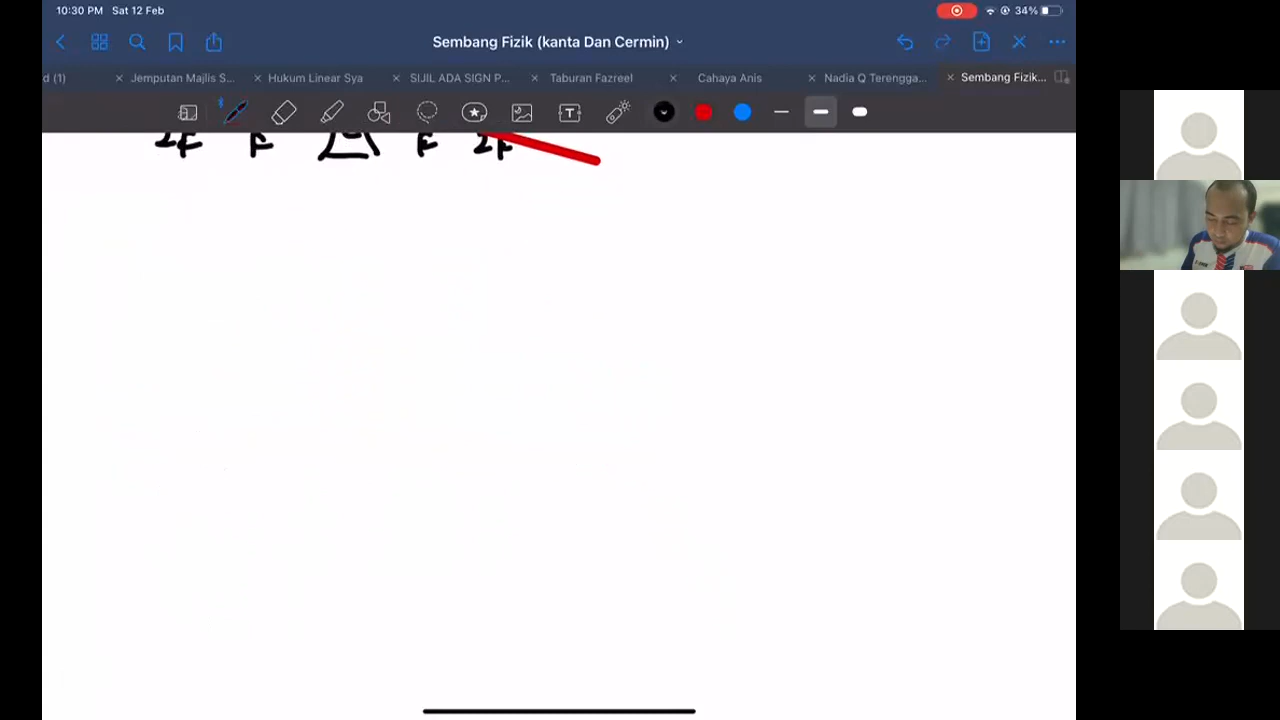 10:30 PM Sat 12 Feb
34%
Sembang Fizik (kanta Dan Cermin)
d (1)
Jemputan Majlis S...
Hukum Linear Sya
SIJIL ADA SIGN P...
Taburan Fazreel
Cahaya Anis
Nadia Q Terengga...
Sembang Fizik...
T
2F F F 2F